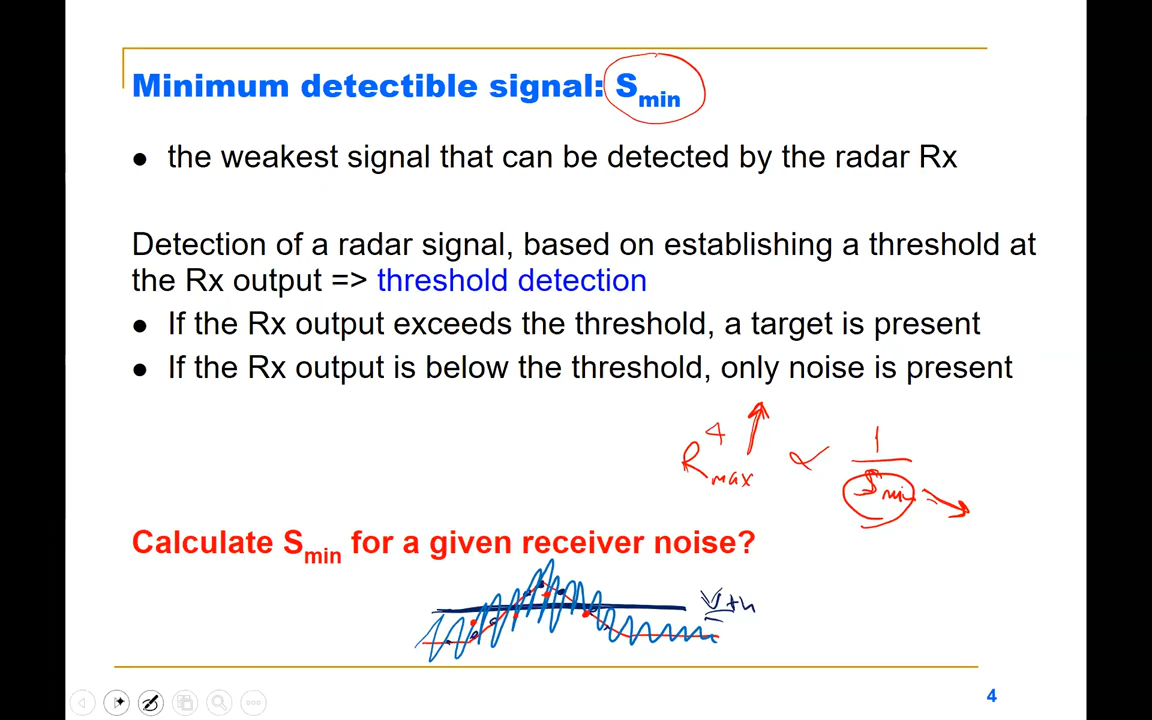 Minimum detectible signal: Smin
● the weakest signal that can be detected by the radar Rx
Detection of a radar signal, based on establishing a threshold at
the Rx output => threshold detection
● If the Rx output exceeds the threshold, a target is present
● If the Rx output is below the threshold, only noise is present
R⁴max ∝ 1/Smin
Calculate Smin for a given receiver noise?
Vth
4